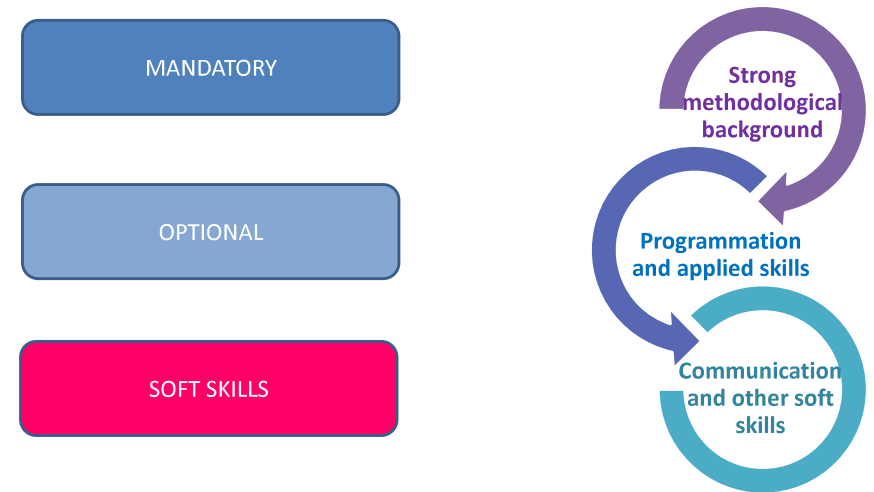 MANDATORY
OPTIONAL
SOFT SKILLS
Strong
methodological
background
Programmation
and applied skills
Communication
and other soft
skills